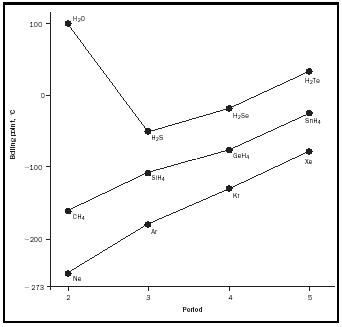 100
H₂O
0
H₂Te
H₂Se
SnH₄
H₂S
GeH₄
Xe
−100
SiH₄
Kr
CH₄
Ar
−200
Ne
−273
2
3
4
5
Period
Boiling point, °C